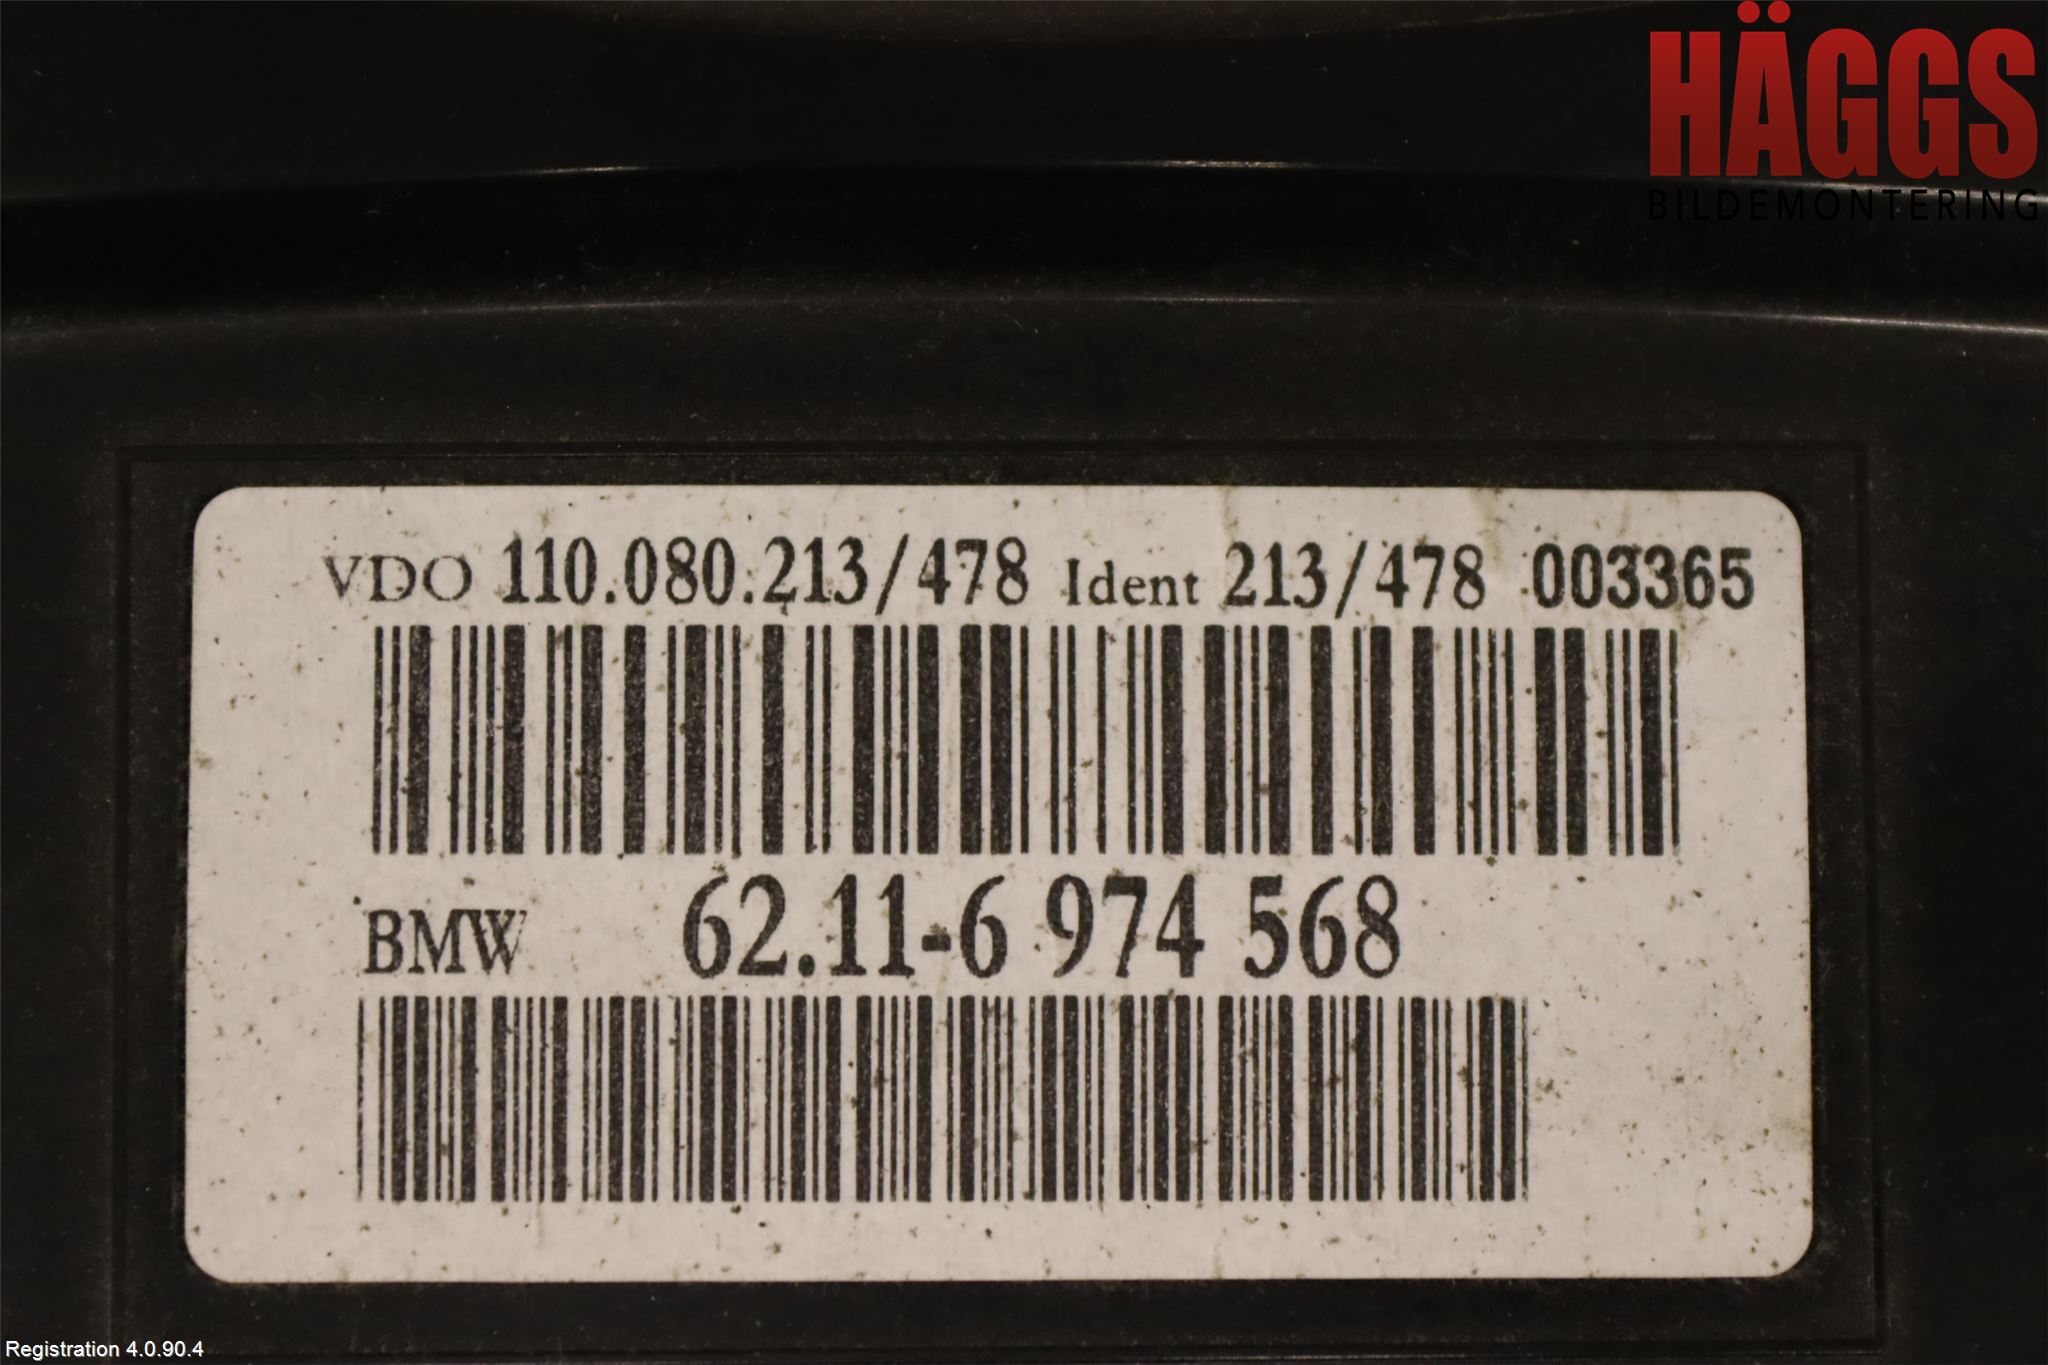 HÄGGS
BILDEMONTERING
VDO 110.080.213/478 Ident 213/478 003365
BMW 62.11-6 974 568
Registration 4.0.90.4